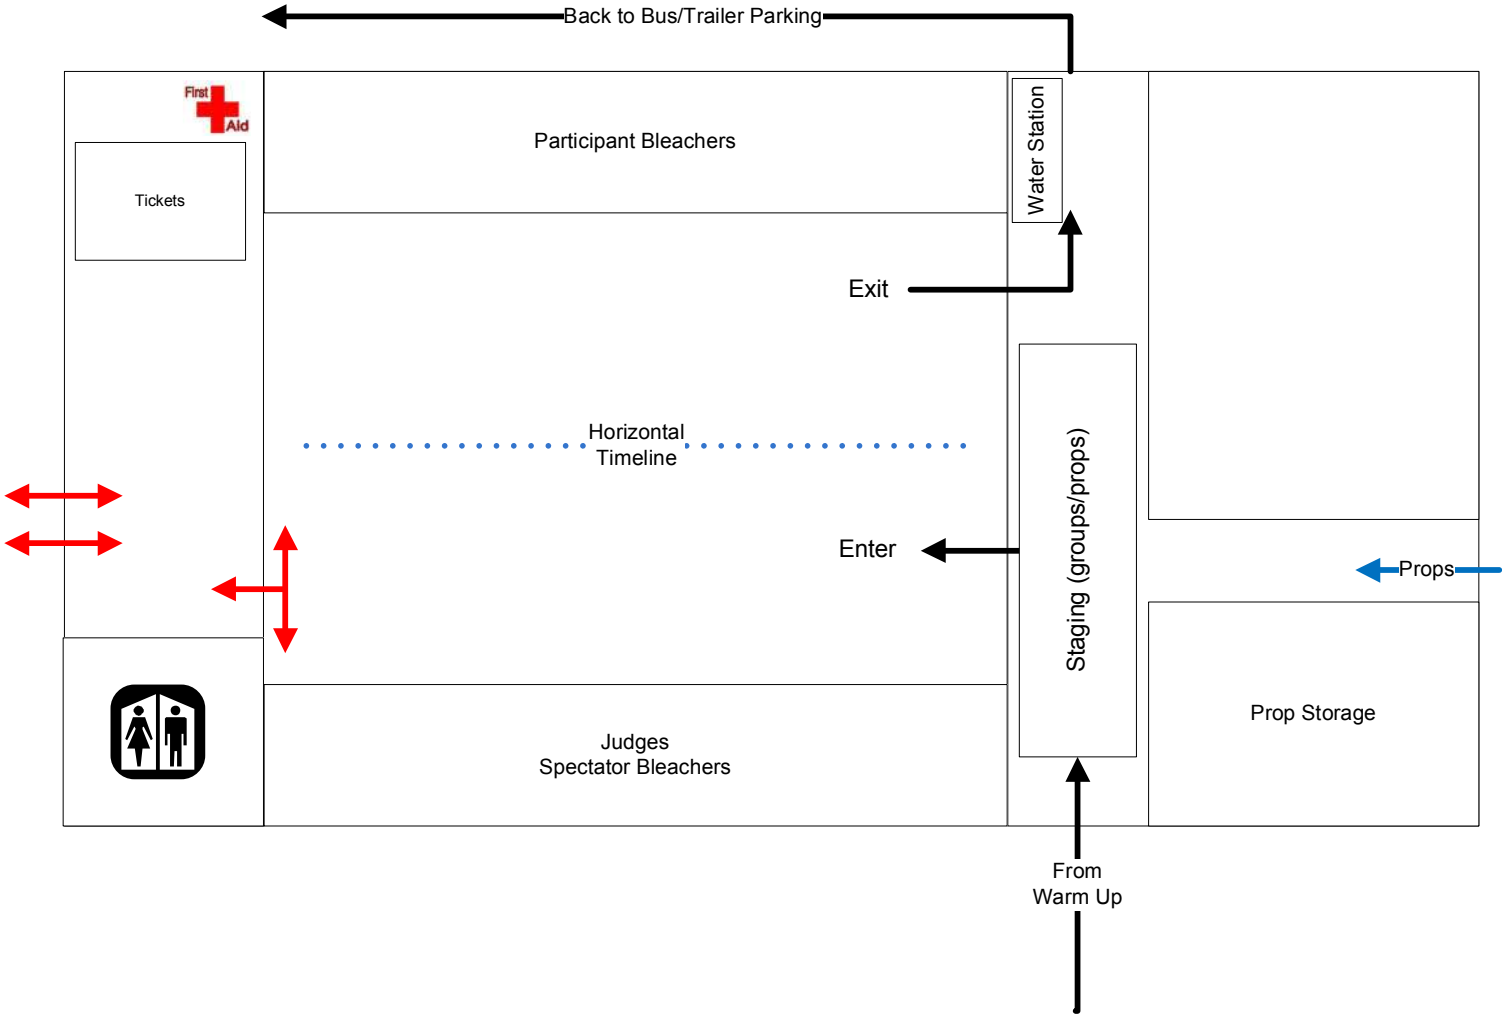 Back to Bus/Trailer Parking
First
Aid
Participant Bleachers
Water Station
Tickets
Exit
Horizontal
Timeline
Staging (groups/props)
Enter
Props
Prop Storage
Judges
Spectator Bleachers
From
Warm Up